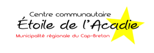 Centre communautaire
Étoile de l'Acadie
Municipalité régionale du Cap-Breton